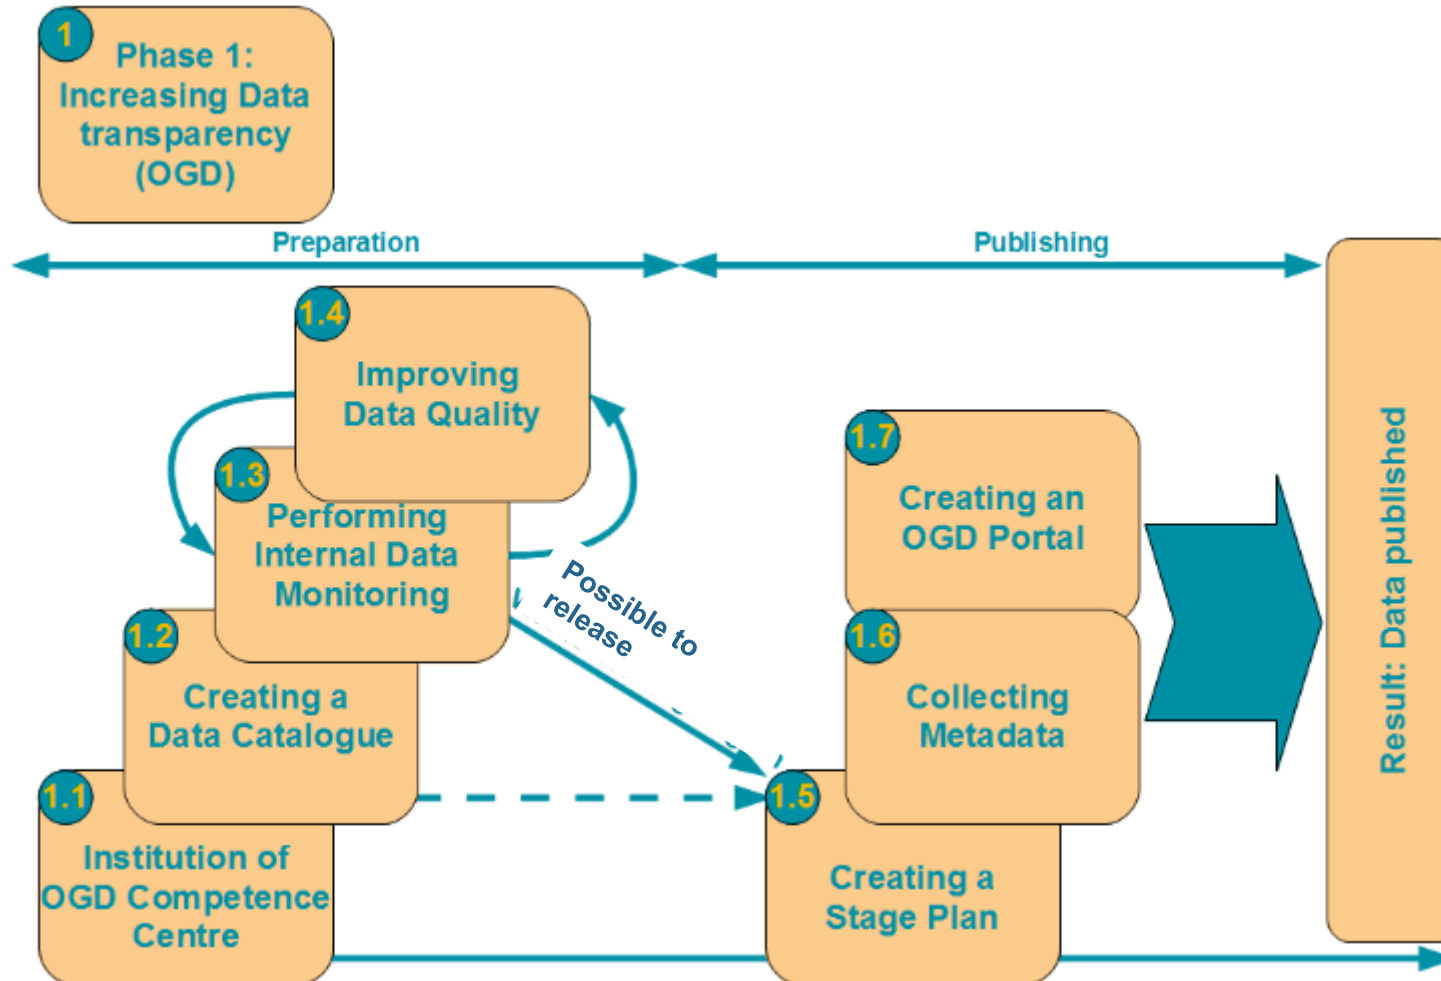 1
Phase 1:
Increasing Data
transparency
(OGD)
Preparation
Publishing
1.4
Improving
Data Quality
1.3
Performing
Internal Data
Monitoring
1.2
Creating a
Data Catalogue
1.1
Institution of
OGD Competence
Centre
Possible to
release
1.7
Creating an
OGD Portal
1.6
Collecting
Metadata
1.5
Creating a
Stage Plan
Result: Data published